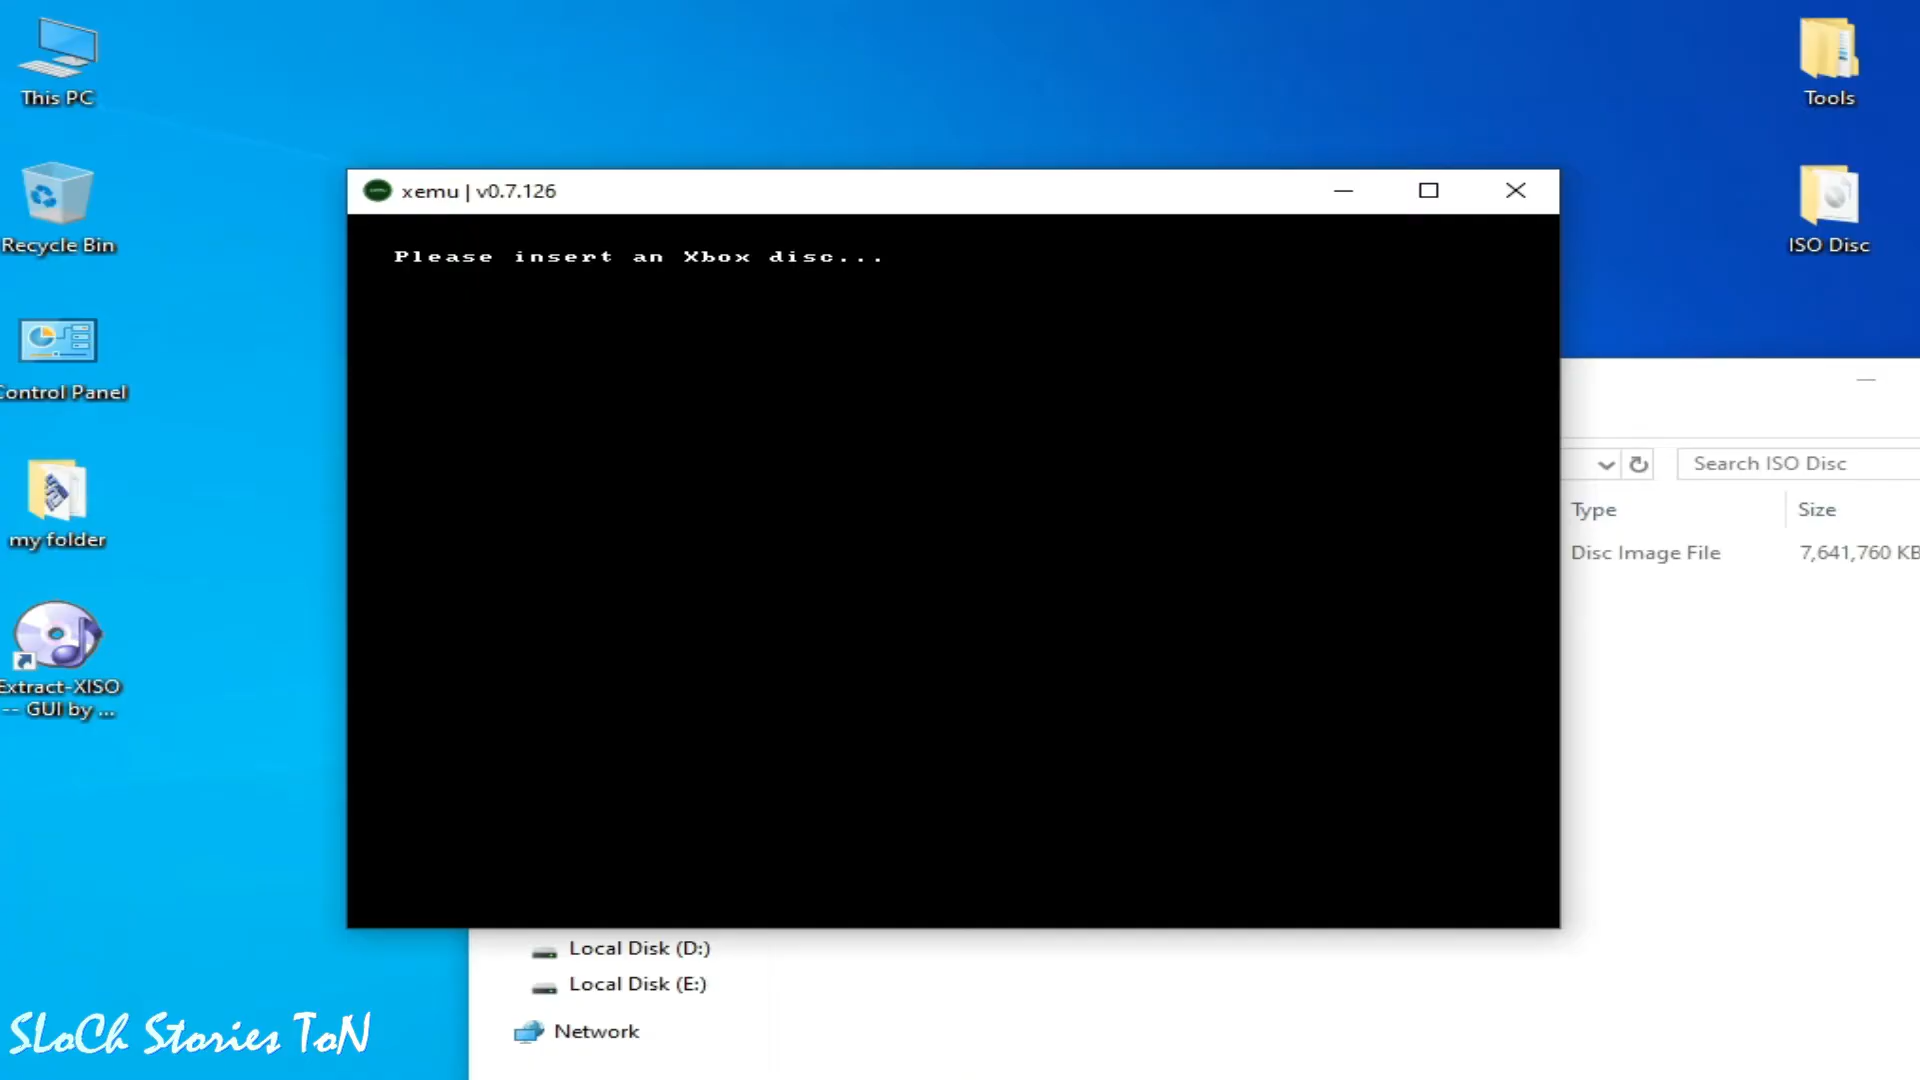 This PC
Recycle Bin
Control Panel
my folder
Extract-XISO
-- GUI by ...
Tools
ISO Disc
xemu | v0.7.126
Please insert an Xbox disc...
Search ISO Disc
Type
Size
Disc Image File
7,641,760 KB
Local Disk (D:)
Local Disk (E:)
Network
SLoCh Stories ToN